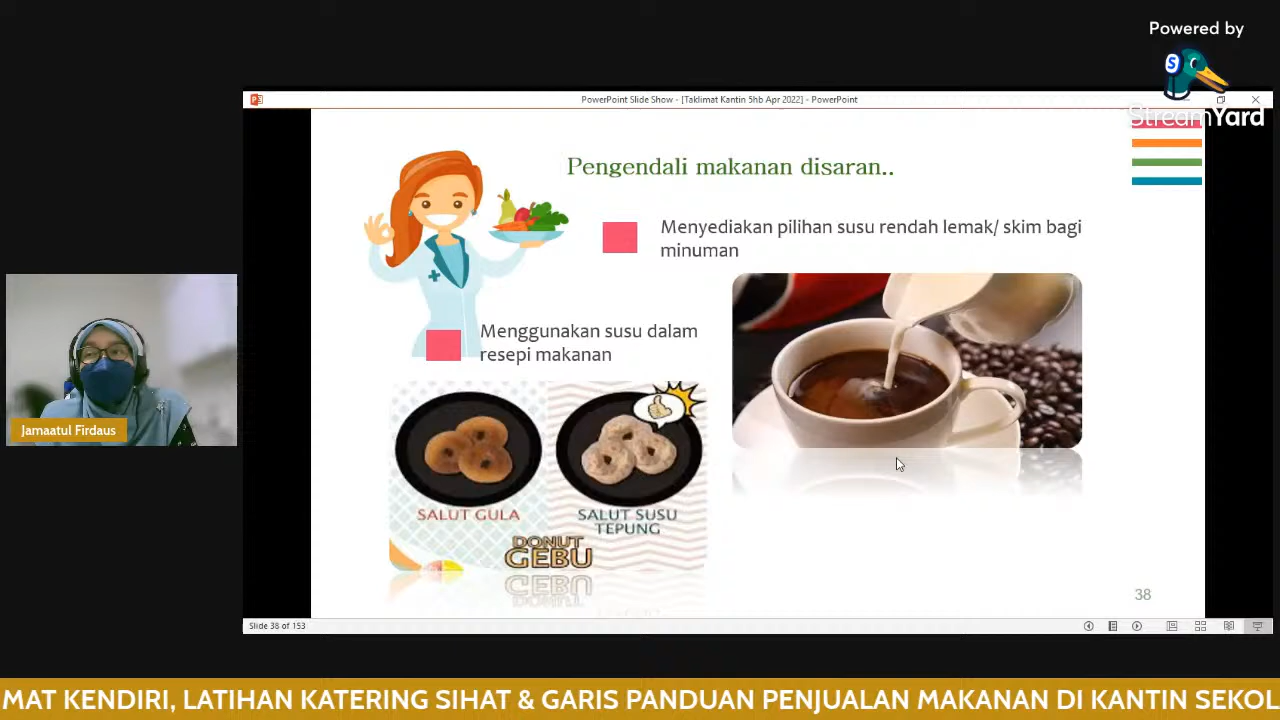 Powered by
StreamYard
PowerPoint Slide Show - [Taklimat Kantin 5hb Apr 2022] - PowerPoint
Pengendali makanan disaran..
Menyediakan pilihan susu rendah lemak/ skim bagi
minuman
Menggunakan susu dalam
resepi makanan
SALUT GULA
SALUT SUSU
TEPUNG
DONUT
GEBU
38
Slide 38 of 153
Jamaatul Firdaus
MAT KENDIRI, LATIHAN KATERING SIHAT & GARIS PANDUAN PENJUALAN MAKANAN DI KANTIN SEKOL